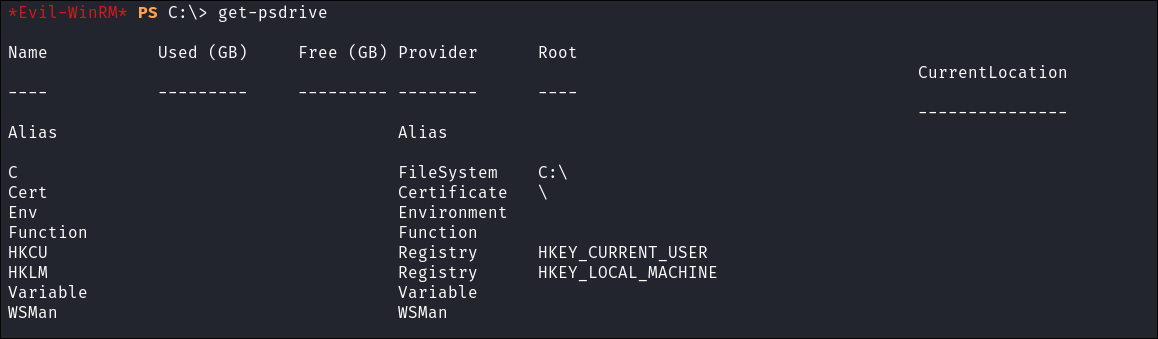 *Evil-WinRM* PS C:\> get-psdrive
Name Used (GB) Free (GB) Provider Root
CurrentLocation
---- --------- --------- -------- ----
---------------
Alias Alias
C FileSystem C:\
Cert Certificate \
Env Environment
Function Function
HKCU Registry HKEY_CURRENT_USER
HKLM Registry HKEY_LOCAL_MACHINE
Variable Variable
WSMan WSMan